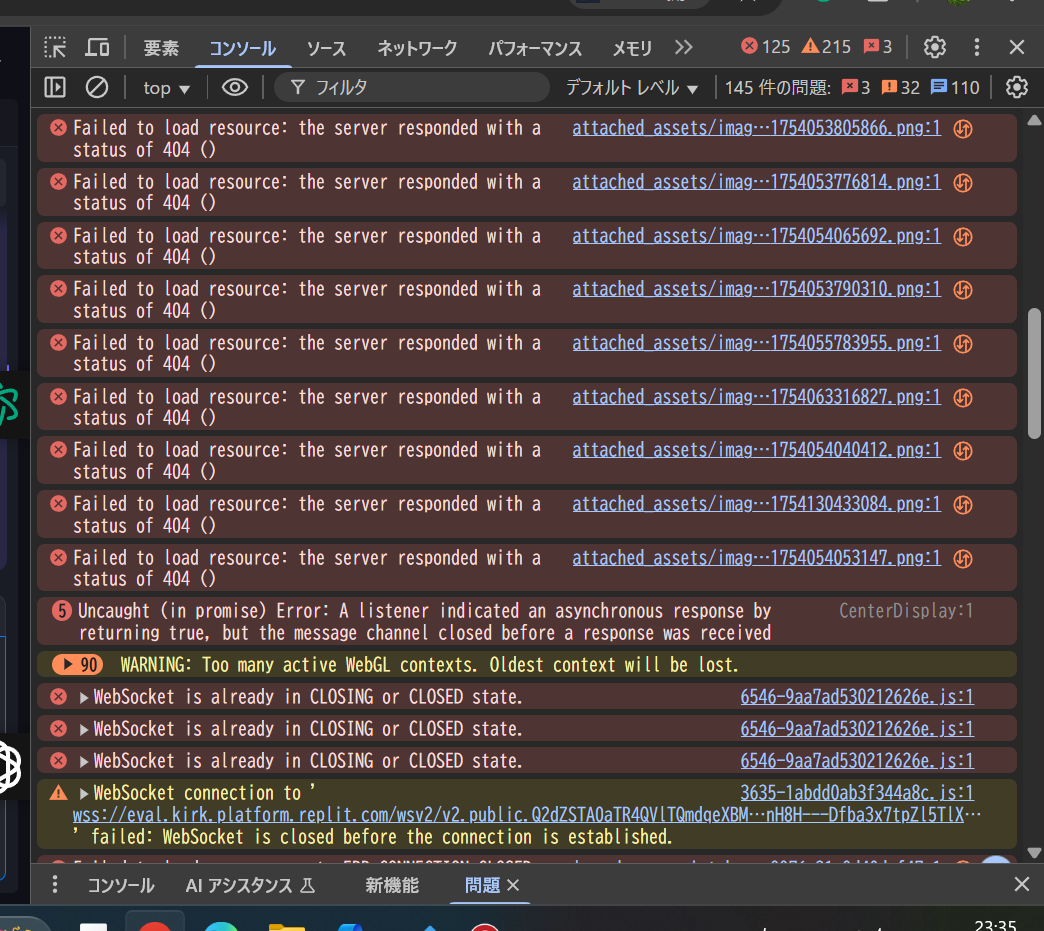 要素 コンソール ソース ネットワーク パフォーマンス メモリ 125 215 3
top フィルタ デフォルト レベル 145 件の問題: 3 32 110
Failed to load resource: the server responded with a attached_assets/imag…1754053805866.png:1
status of 404 ()
Failed to load resource: the server responded with a attached_assets/imag…1754053776814.png:1
status of 404 ()
Failed to load resource: the server responded with a attached_assets/imag…1754054065692.png:1
status of 404 ()
Failed to load resource: the server responded with a attached_assets/imag…1754053790310.png:1
status of 404 ()
Failed to load resource: the server responded with a attached_assets/imag…1754055783955.png:1
status of 404 ()
Failed to load resource: the server responded with a attached_assets/imag…1754063316827.png:1
status of 404 ()
Failed to load resource: the server responded with a attached_assets/imag…1754054040412.png:1
status of 404 ()
Failed to load resource: the server responded with a attached_assets/imag…1754130433084.png:1
status of 404 ()
Failed to load resource: the server responded with a attached_assets/imag…1754054053147.png:1
status of 404 ()
5 Uncaught (in promise) Error: A listener indicated an asynchronous response by CenterDisplay:1
returning true, but the message channel closed before a response was received
90 WARNING: Too many active WebGL contexts. Oldest context will be lost.
WebSocket is already in CLOSING or CLOSED state. 6546-9aa7ad530212626e.js:1
WebSocket is already in CLOSING or CLOSED state. 6546-9aa7ad530212626e.js:1
WebSocket is already in CLOSING or CLOSED state. 6546-9aa7ad530212626e.js:1
WebSocket connection to ' 3635-1abdd0ab3f344a8c.js:1
wss://eval.kirk.platform.replit.com/wsv2/v2.public.Q2dZSTA0aTR4QVlTQmdqeXBM…nH8H---Dfba3x7tpZl5TlX…
' failed: WebSocket is closed before the connection is established.
コンソール AI アシスタンス 新機能 問題
23:35